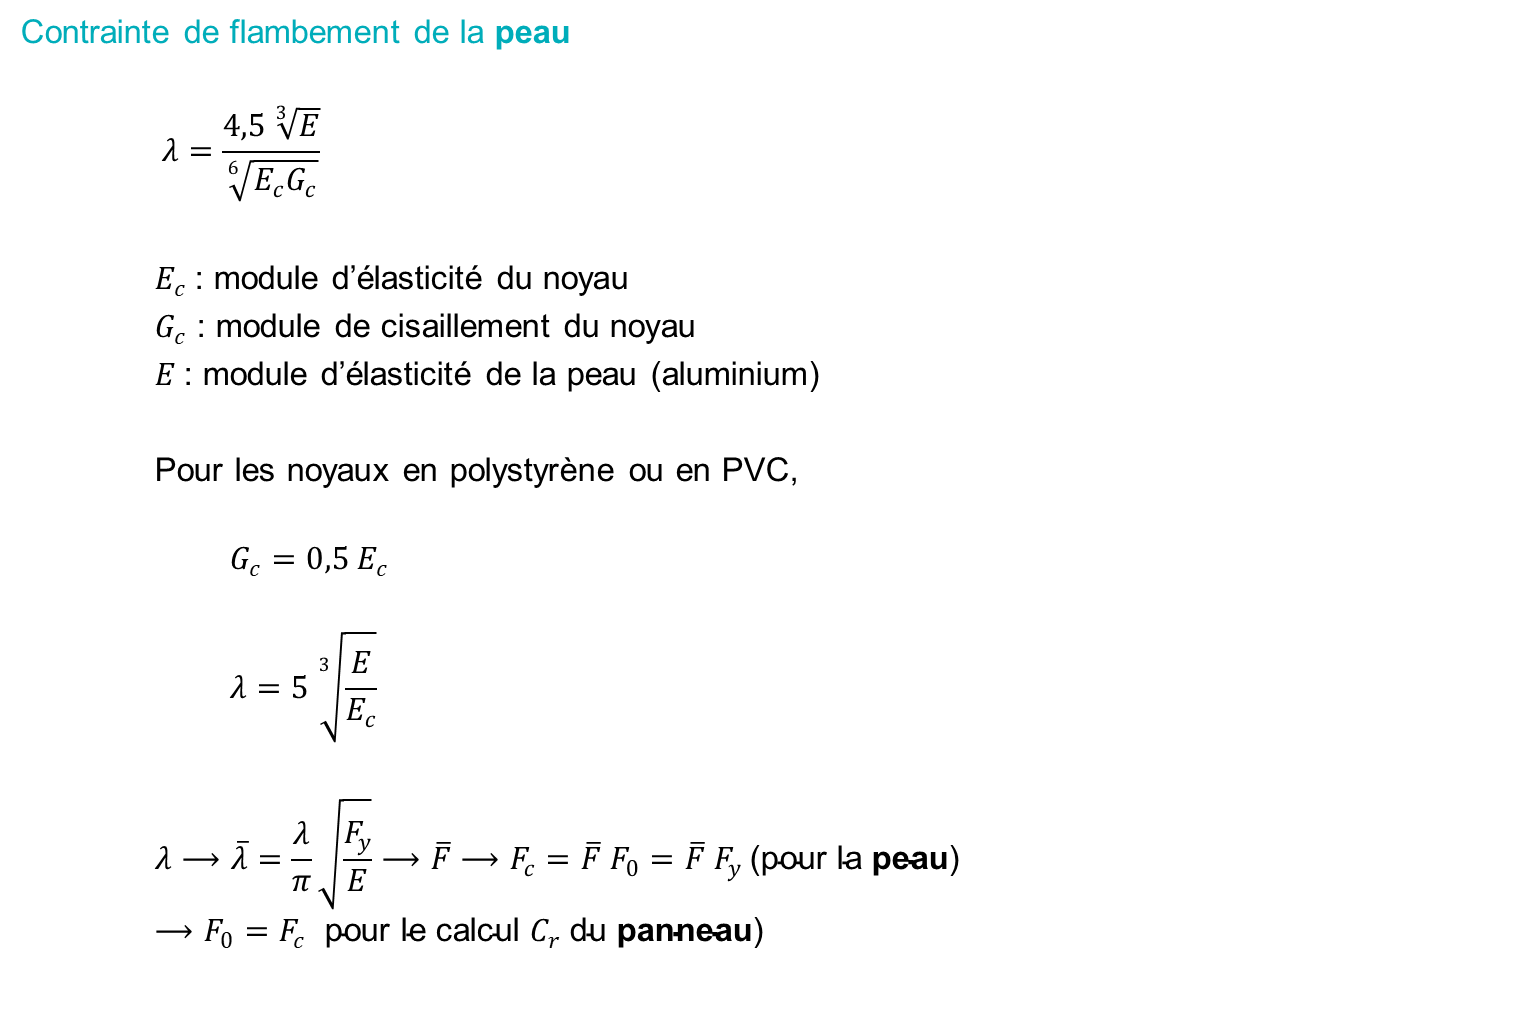 Contrainte de flambement de la peau
λ = 4,5 ∛E / ⁶√(E_c G_c)
E_c : module d’élasticité du noyau
G_c : module de cisaillement du noyau
E : module d’élasticité de la peau (aluminium)
Pour les noyaux en polystyrène ou en PVC,
G_c = 0,5 E_c
λ = 5 ∛(E / E_c)
λ ⟶ λ̄ = λ/π √(F_y / E) ⟶ F̄ ⟶ F_c = F̄ F_0 = F̄ F_y (pour la peau)
⟶ F_0 = F_c pour le calcul C_r du panneau)